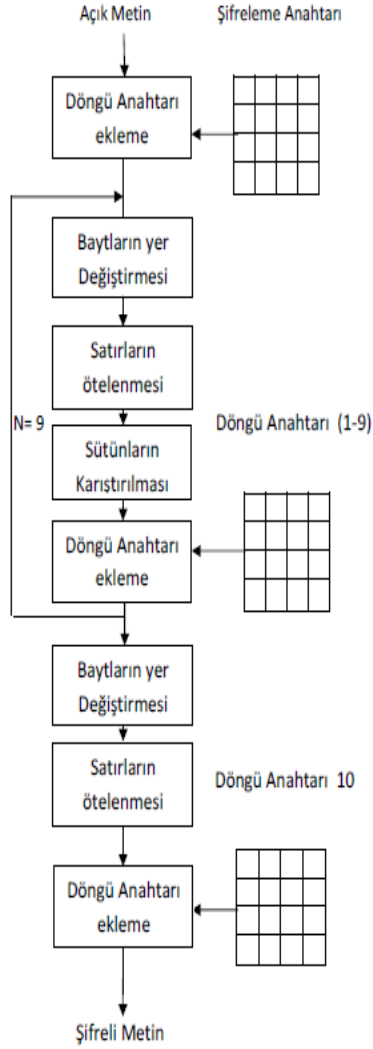 Açık Metin
Şifreleme Anahtarı
Döngü Anahtarı
ekleme
Baytların yer
Değiştirmesi
Satırların
ötelenmesi
N= 9
Döngü Anahtarı (1-9)
Sütünların
Karıştırılması
Döngü Anahtarı
ekleme
Baytların yer
Değiştirmesi
Satırların
ötelenmesi
Döngü Anahtarı 10
Döngü Anahtarı
ekleme
Şifreli Metin